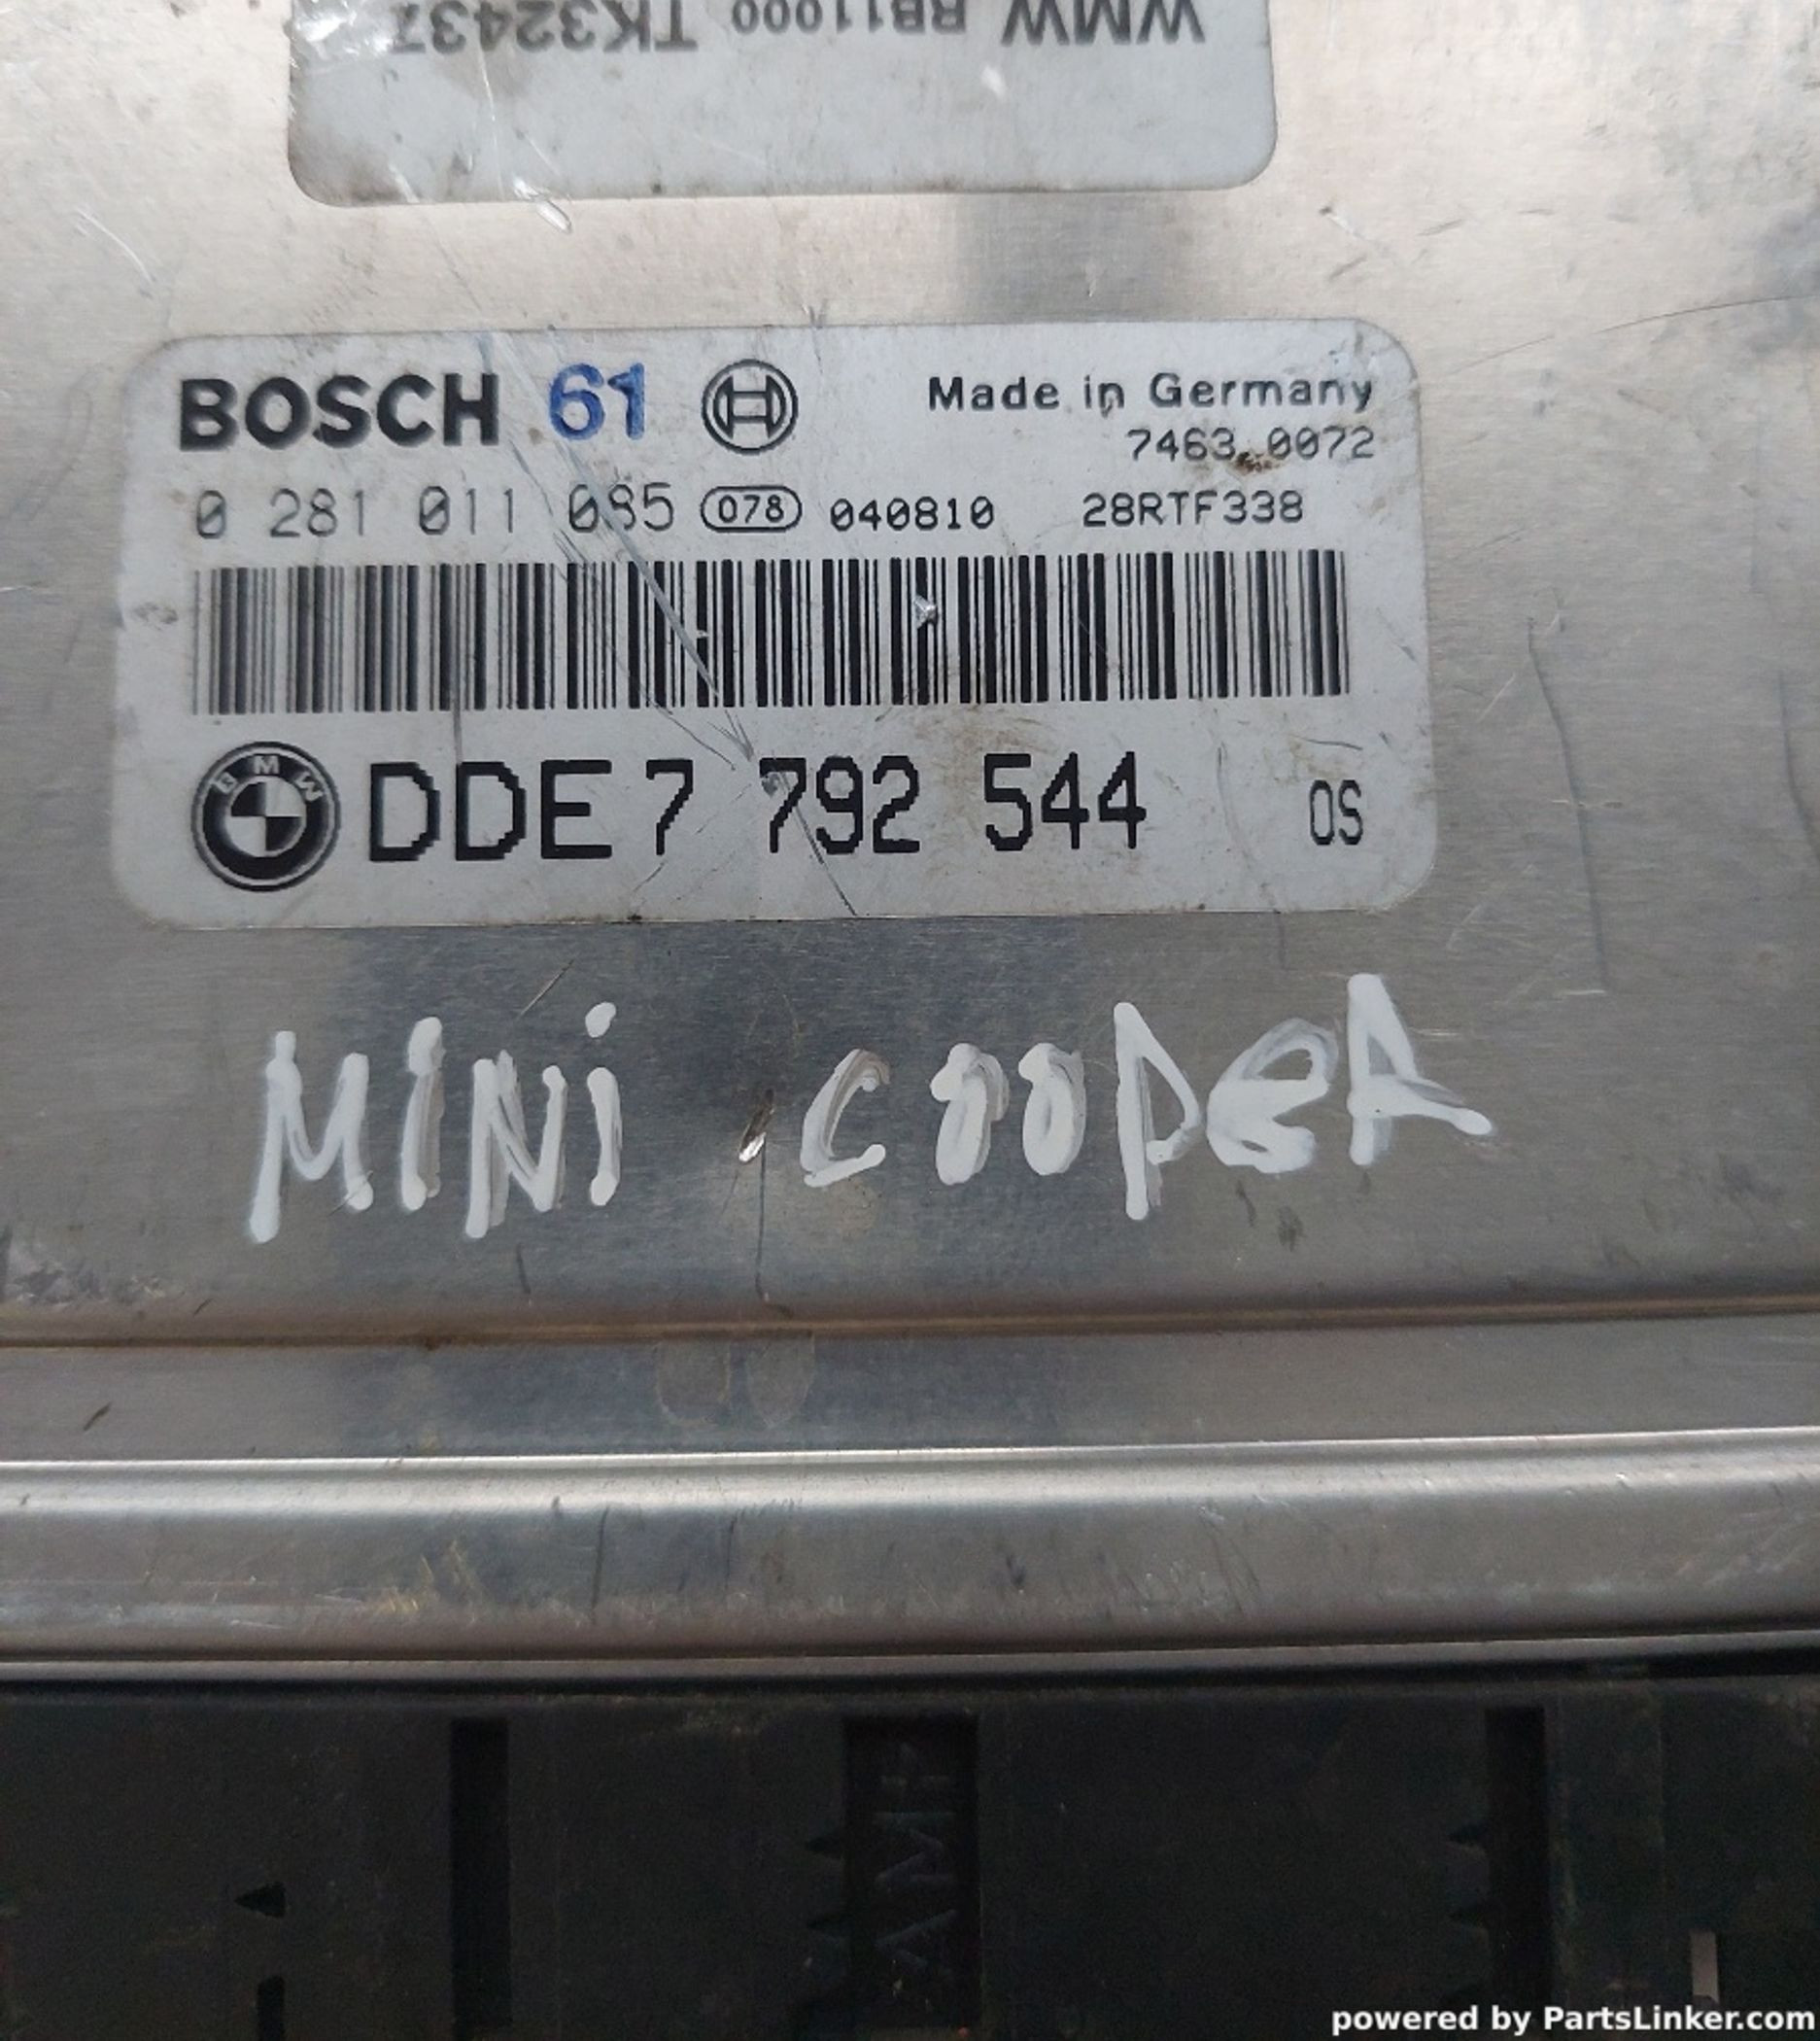 WMW RB11000 TK32437
BOSCH 61 Made in Germany
7463.0072
0 281 011 085 078 040810 28RTF338
BMW DDE 7 792 544 OS
MINI COOPER
powered by PartsLinker.com